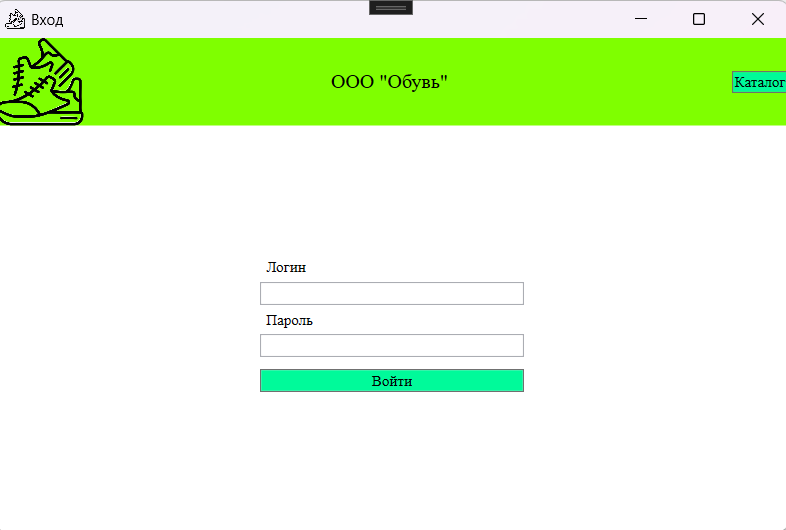 Вход
ООО "Обувь"
Каталог
Логин
Пароль
Войти